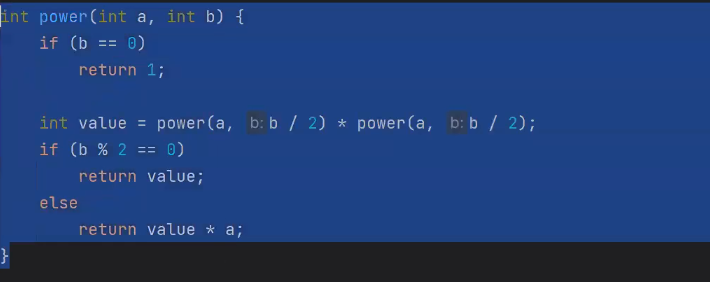 int power(int a, int b) {
    if (b == 0)
        return 1;

    int value = power(a, b: b / 2) * power(a, b: b / 2);
    if (b % 2 == 0)
        return value;
    else
        return value * a;
}